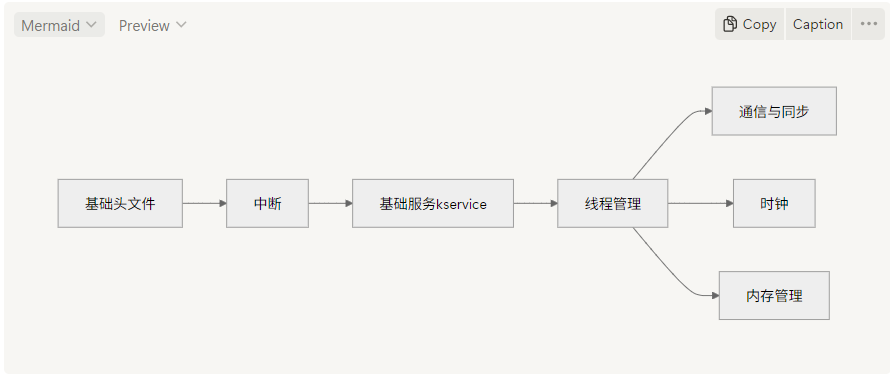 Mermaid
Preview
Copy
Caption
通信与同步
基础头文件
中断
基础服务kservice
线程管理
时钟
内存管理